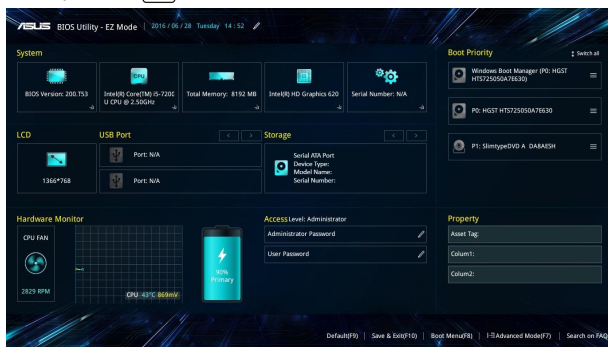 ASUS BIOS Utility - EZ Mode 2016 / 06 / 28 Tuesday 14 : 52
System
BIOS Version: 200.T53
CPU
Intel(R) Core(TM) i5-7200
U CPU @ 2.50GHz
Total Memory: 8192 MB
Intel(R) HD Graphics 620
Serial Number: N/A
Boot Priority
Switch all
Windows Boot Manager (P0: HGST
HTS725050A7E630)
P0: HGST HTS725050A7E630
P1: SlimtypeDVD A DA8AESH
LCD
1366*768
USB Port
Port: N/A
Port: N/A
Storage
Serial ATA Port
Device Type:
Model Name:
Serial Number:
Hardware Monitor
CPU FAN
2829 RPM
CPU 43°C 869mV
90%
Primary
Access Level: Administrator
Administrator Password
User Password
Property
Asset Tag:
Colum1:
Colum2:
Default(F9) Save & Exit(F10) Boot Menu(F8) Advanced Mode(F7) Search on FAQ